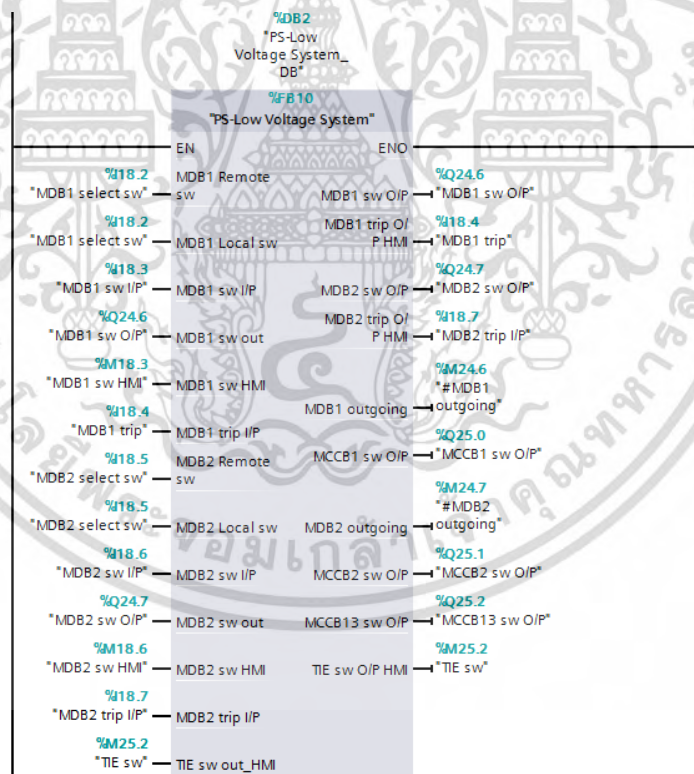 %DB2
"PS-Low
Voltage System_
DB"
%FB10
"PS-Low Voltage System"
EN ENO
%I18.2
"MDB1 select sw" MDB1 Remote
sw
%I18.2
"MDB1 select sw" MDB1 Local sw
%I18.3
"MDB1 sw I/P" MDB1 sw I/P
%Q24.6
"MDB1 sw O/P" MDB1 sw out
%M18.3
"MDB1 sw HMI" MDB1 sw HMI
%I18.4
"MDB1 trip" MDB1 trip I/P
%I18.5
"MDB2 select sw" MDB2 Remote
sw
%I18.5
"MDB2 select sw" MDB2 Local sw
%I18.6
"MDB2 sw I/P" MDB2 sw I/P
%Q24.7
"MDB2 sw O/P" MDB2 sw out
%M18.6
"MDB2 sw HMI" MDB2 sw HMI
%I18.7
"MDB2 trip I/P" MDB2 trip I/P
%M25.2
"TIE sw" TIE sw out_HMI
%Q24.6
MDB1 sw O/P "MDB1 sw O/P"
MDB1 trip O/
P HMI
%I18.4
"MDB1 trip"
%Q24.7
MDB2 sw O/P "MDB2 sw O/P"
MDB2 trip O/
P HMI
%I18.7
"MDB2 trip I/P"
%M24.6
"#MDB1
MDB1 outgoing outgoing"
%Q25.0
MCCB1 sw O/P "MCCB1 sw O/P"
%M24.7
"#MDB2
MDB2 outgoing outgoing"
%Q25.1
MCCB2 sw O/P "MCCB2 sw O/P"
%Q25.2
MCCB13 sw O/P "MCCB13 sw O/P"
%M25.2
TIE sw O/P HMI "TIE sw"